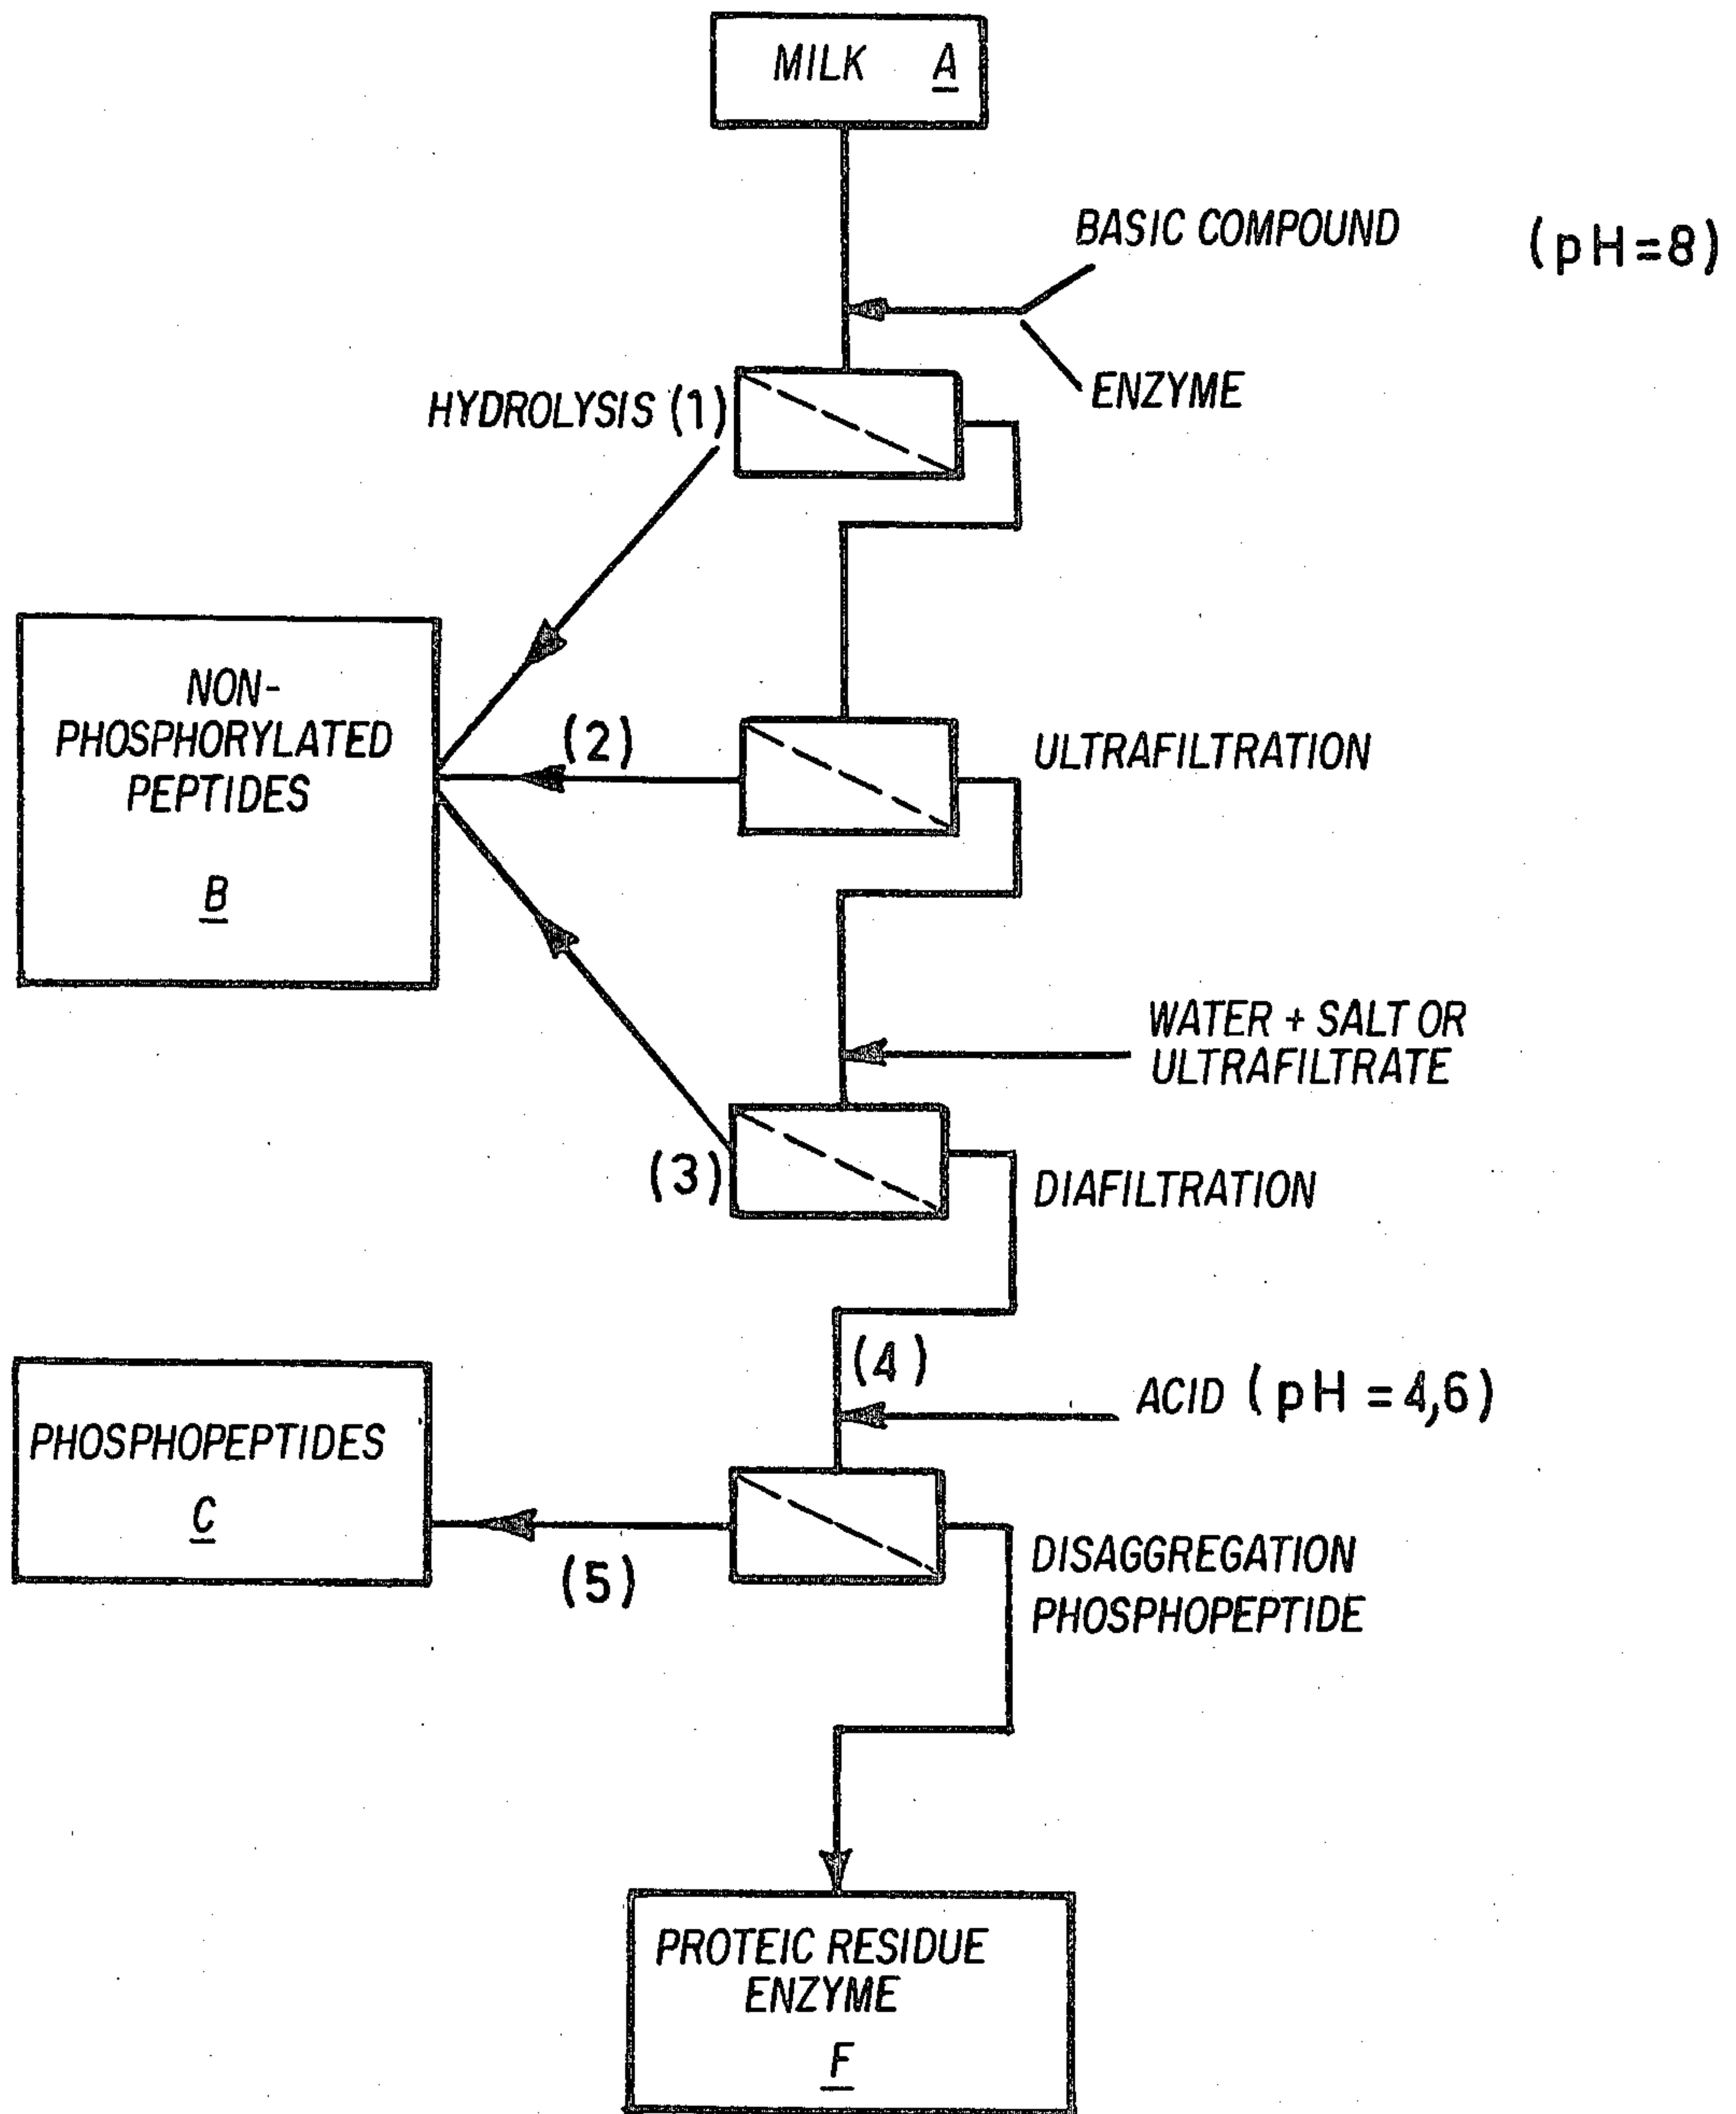 MILK A
BASIC COMPOUND (pH=8)
ENZYME
HYDROLYSIS (1)
NON-
PHOSPHORYLATED
PEPTIDES
B
(2)
ULTRAFILTRATION
WATER + SALT OR
ULTRAFILTRATE
(3)
DIAFILTRATION
(4)
ACID (pH = 4,6)
PHOSPHOPEPTIDES
C
(5)
DISAGGREGATION
PHOSPHOPEPTIDE
PROTEIC RESIDUE
ENZYME
F